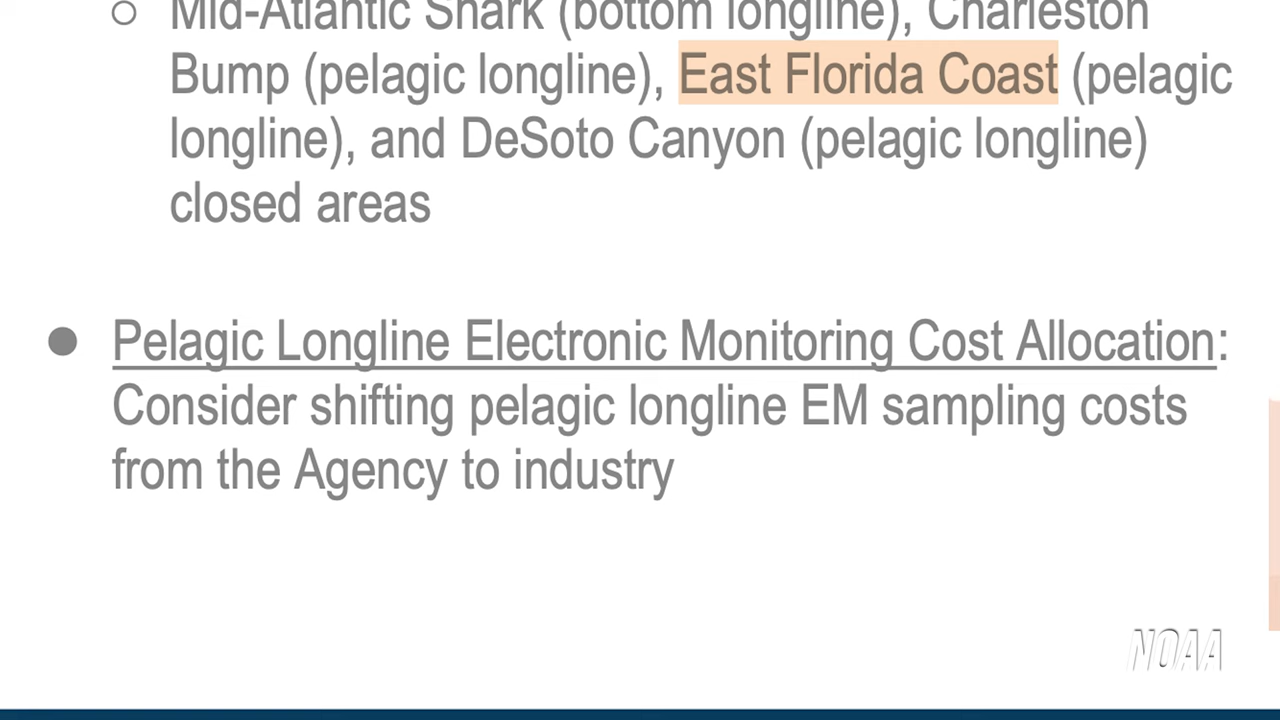 ○ Mid-Atlantic Shark (bottom longline), Charleston
Bump (pelagic longline), East Florida Coast (pelagic
longline), and DeSoto Canyon (pelagic longline)
closed areas
● Pelagic Longline Electronic Monitoring Cost Allocation:
Consider shifting pelagic longline EM sampling costs
from the Agency to industry
NOAA